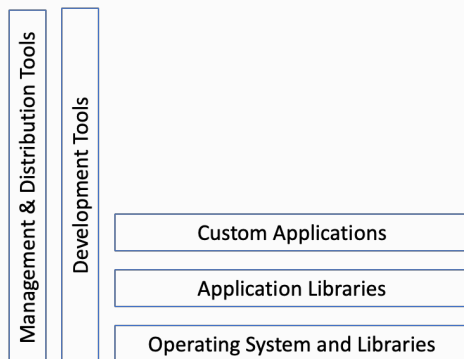 Management & Distribution Tools
Development Tools
Custom Applications
Application Libraries
Operating System and Libraries